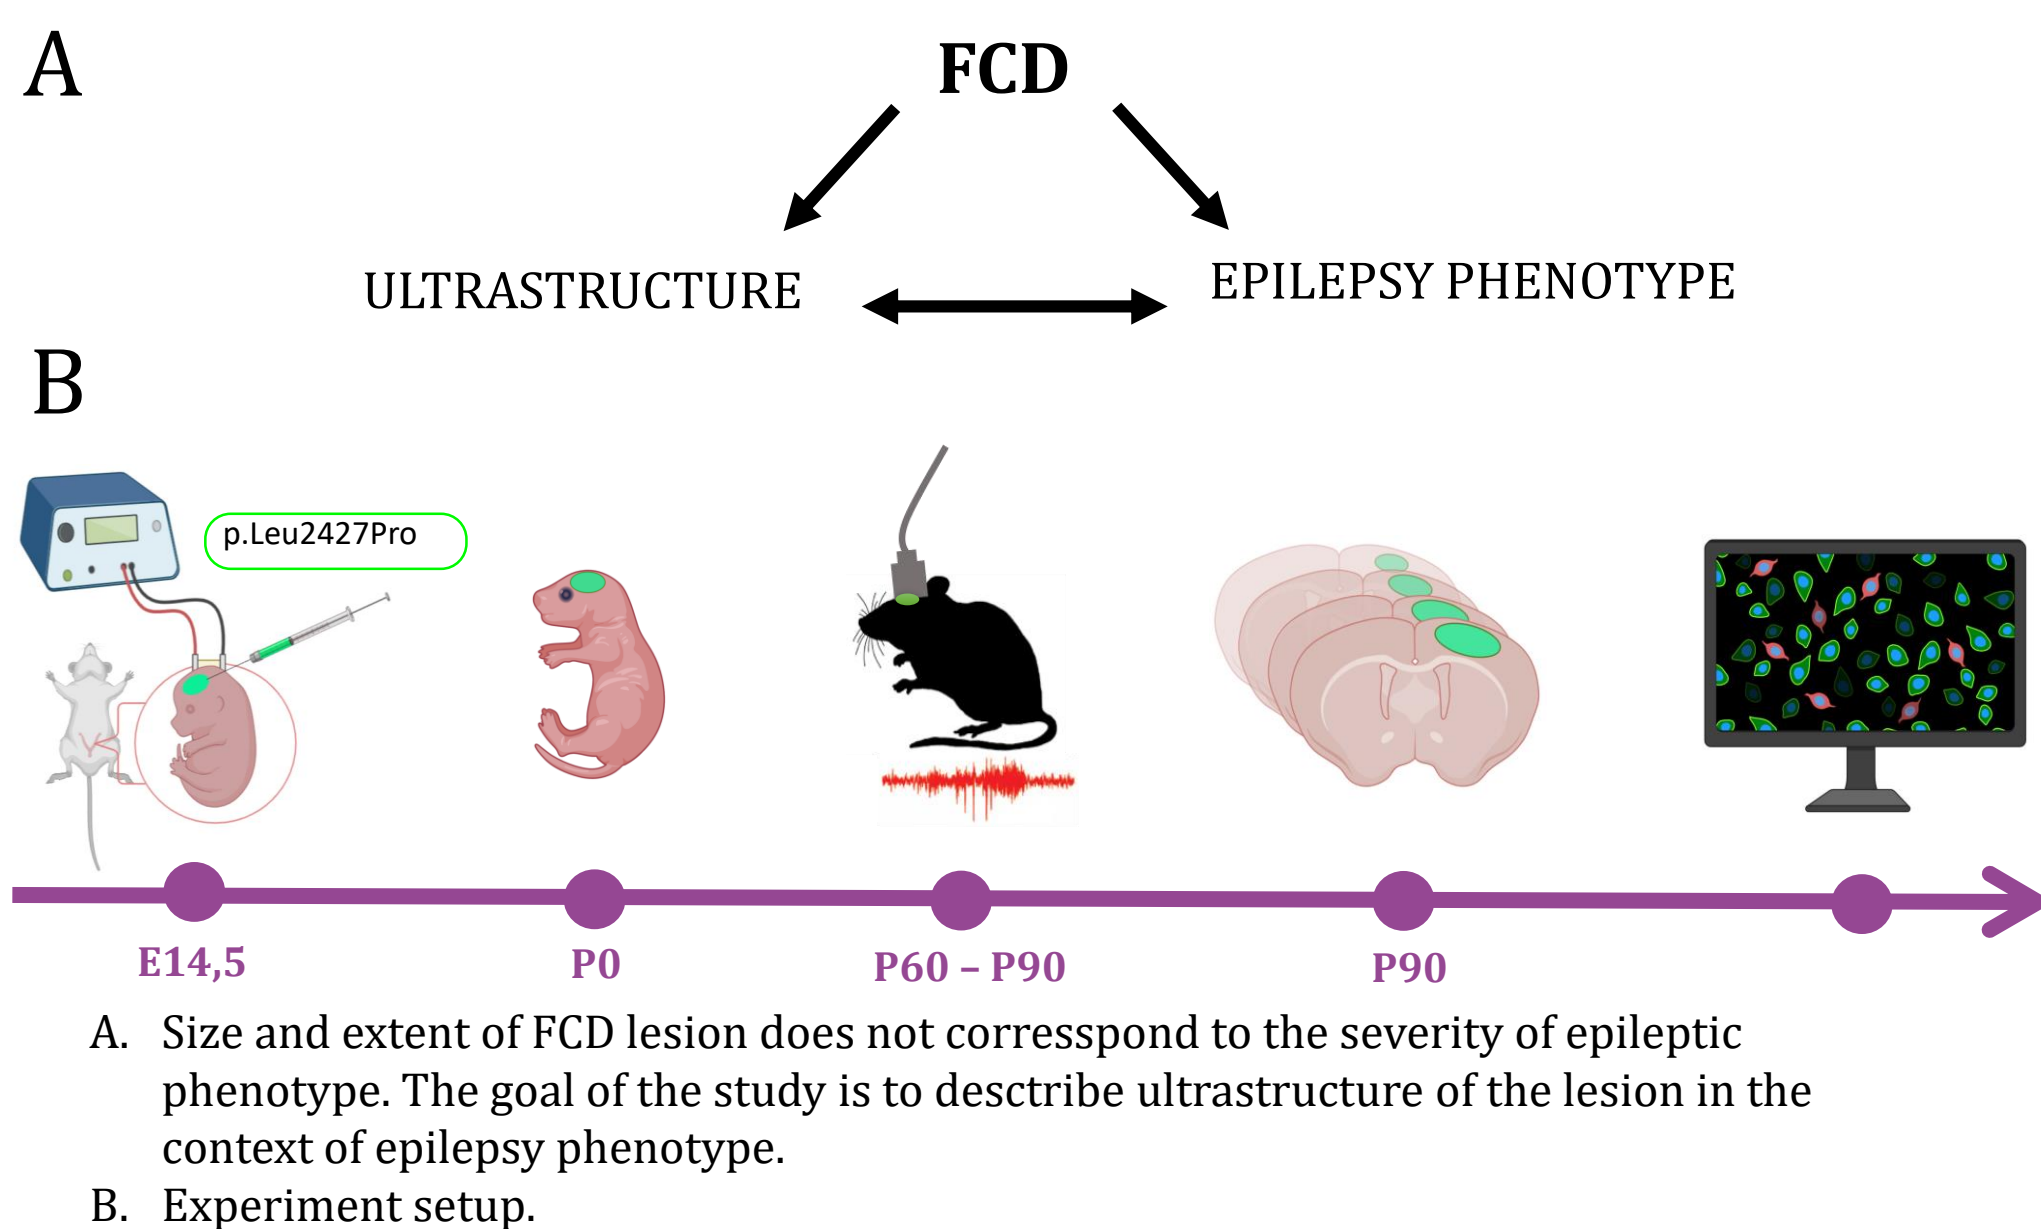 A
FCD
ULTRASTRUCTURE
EPILEPSY PHENOTYPE
B
p.Leu2427Pro
E14,5
P0
P60 – P90
P90
A. Size and extent of FCD lesion does not corresspond to the severity of epileptic
phenotype. The goal of the study is to desctribe ultrastructure of the lesion in the
context of epilepsy phenotype.
B. Experiment setup.